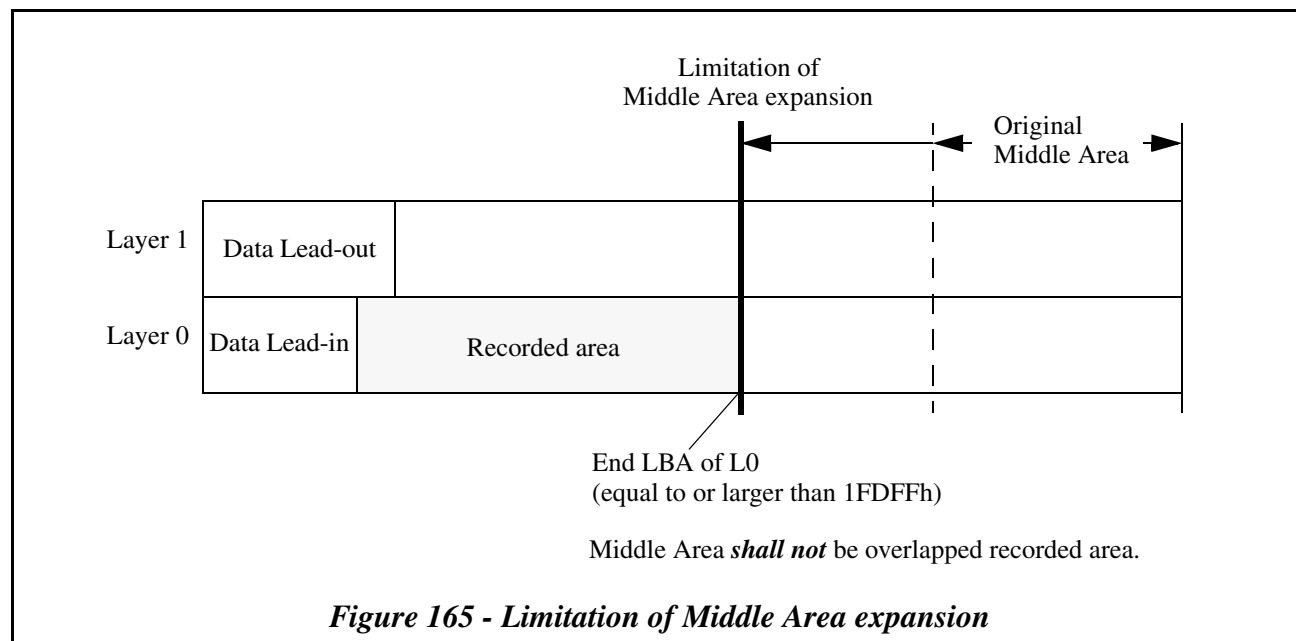 Limitation of
Middle Area expansion
Original
Middle Area
Layer 1
Data Lead-out
Layer 0
Data Lead-in
Recorded area
End LBA of L0
(equal to or larger than 1FDFFh)
Middle Area shall not be overlapped recorded area.
Figure 165 - Limitation of Middle Area expansion